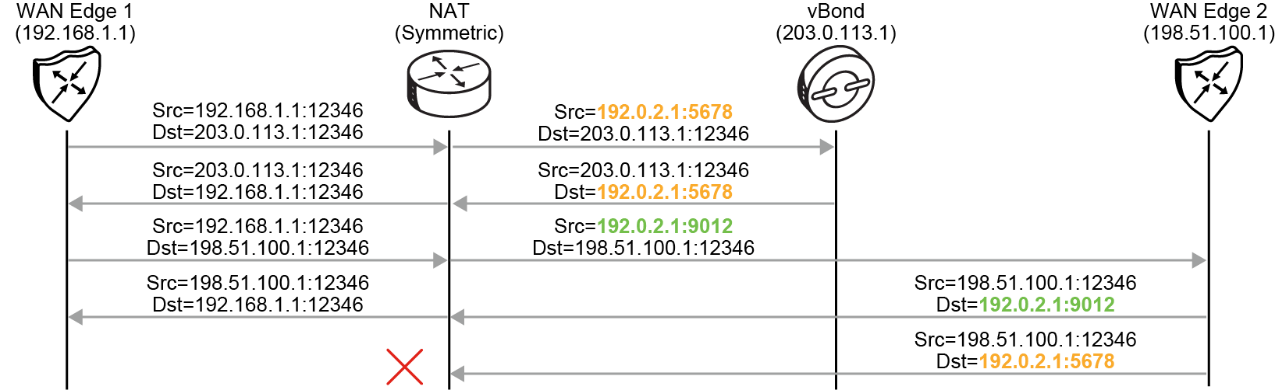 WAN Edge 1
(192.168.1.1)
NAT
(Symmetric)
vBond
(203.0.113.1)
WAN Edge 2
(198.51.100.1)
Src=192.168.1.1:12346
Dst=203.0.113.1:12346
Src=192.0.2.1:5678
Dst=203.0.113.1:12346
Src=203.0.113.1:12346
Dst=192.168.1.1:12346
Src=203.0.113.1:12346
Dst=192.0.2.1:5678
Src=192.168.1.1:12346
Dst=198.51.100.1:12346
Src=192.0.2.1:9012
Dst=198.51.100.1:12346
Src=198.51.100.1:12346
Dst=192.168.1.1:12346
Src=198.51.100.1:12346
Dst=192.0.2.1:9012
Src=198.51.100.1:12346
Dst=192.0.2.1:5678